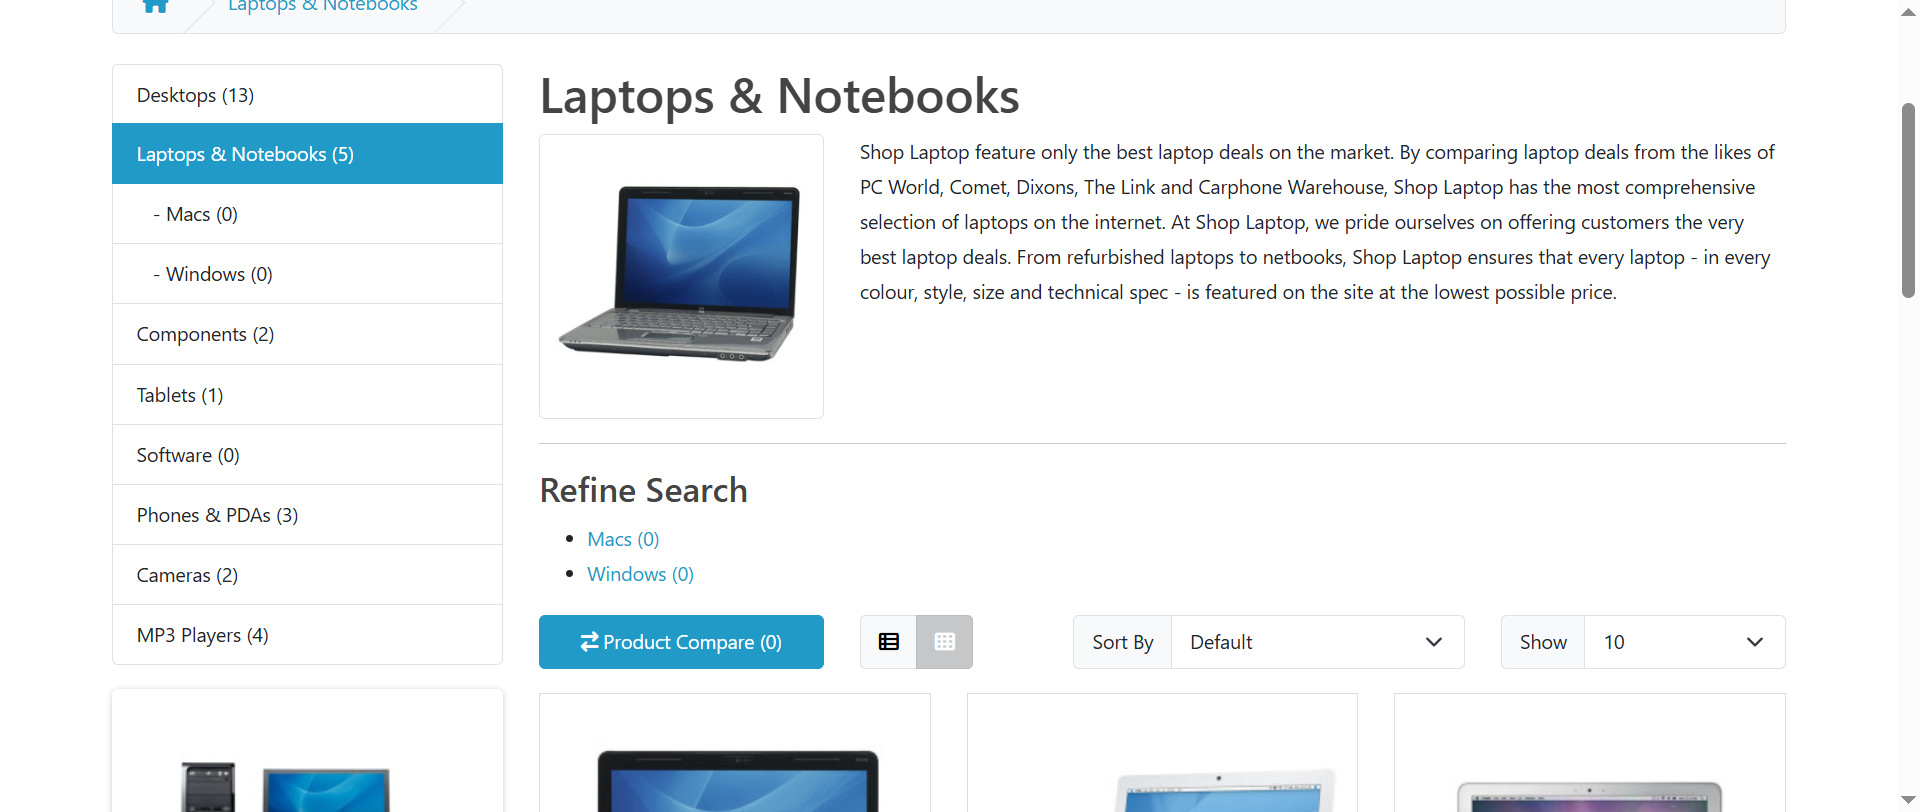 Laptops & Notebooks
Desktops (13)
Laptops & Notebooks (5)
- Macs (0)
- Windows (0)
Components (2)
Tablets (1)
Software (0)
Phones & PDAs (3)
Cameras (2)
MP3 Players (4)
Laptops & Notebooks
Shop Laptop feature only the best laptop deals on the market. By comparing laptop deals from the likes of
PC World, Comet, Dixons, The Link and Carphone Warehouse, Shop Laptop has the most comprehensive
selection of laptops on the internet. At Shop Laptop, we pride ourselves on offering customers the very
best laptop deals. From refurbished laptops to netbooks, Shop Laptop ensures that every laptop - in every
colour, style, size and technical spec - is featured on the site at the lowest possible price.
Refine Search
Macs (0)
Windows (0)
Product Compare (0)
Sort By Default
Show 10